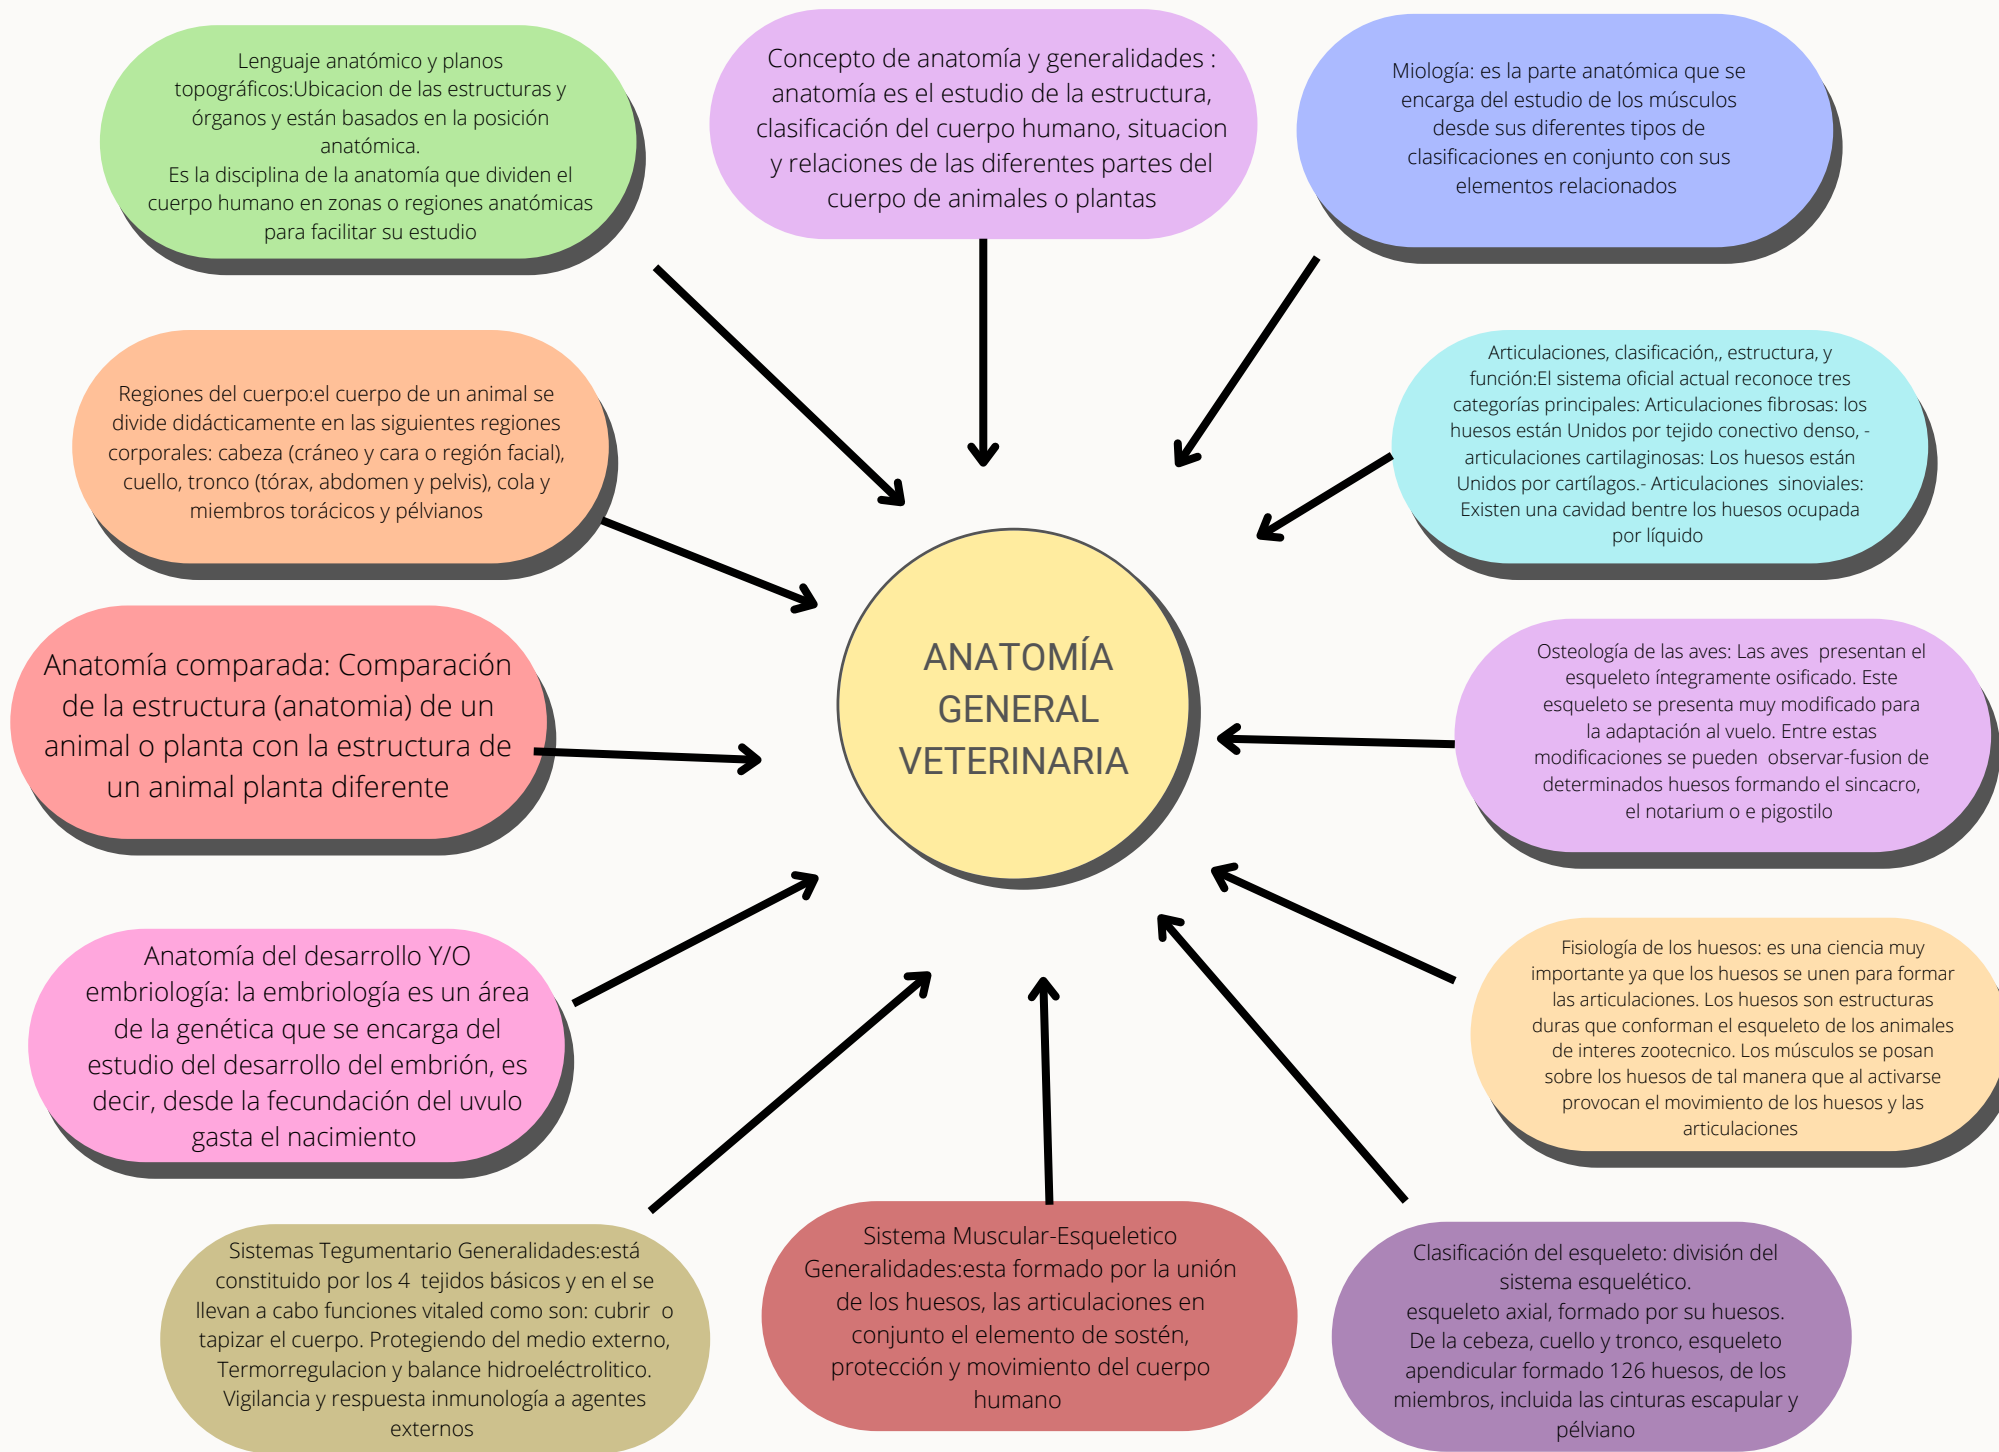 Lenguaje anatómico y planos
topográficos:Ubicacion de las estructuras y
órganos y están basados en la posición
anatómica.
Es la disciplina de la anatomía que dividen el
cuerpo humano en zonas o regiones anatómicas
para facilitar su estudio
Concepto de anatomía y generalidades :
anatomía es el estudio de la estructura,
clasificación del cuerpo humano, situacion
y relaciones de las diferentes partes del
cuerpo de animales o plantas
Miología: es la parte anatómica que se
encarga del estudio de los músculos
desde sus diferentes tipos de
clasificaciones en conjunto con sus
elementos relacionados
Regiones del cuerpo:el cuerpo de un animal se
divide didácticamente en las siguientes regiones
corporales: cabeza (cráneo y cara o región facial),
cuello, tronco (tórax, abdomen y pelvis), cola y
miembros torácicos y pélvianos
Articulaciones, clasificación,, estructura, y
función:El sistema oficial actual reconoce tres
categorías principales: Articulaciones fibrosas: los
huesos están Unidos por tejido conectivo denso, -
articulaciones cartilaginosas: Los huesos están
Unidos por cartílagos.- Articulaciones  sinoviales:
Existen una cavidad bentre los huesos ocupada
por líquido
Anatomía comparada: Comparación
de la estructura (anatomia) de un
animal o planta con la estructura de
un animal planta diferente
ANATOMÍA
GENERAL
VETERINARIA
Osteología de las aves: Las aves  presentan el
esqueleto íntegramente osificado. Este
esqueleto se presenta muy modificado para
la adaptación al vuelo. Entre estas
modificaciones se pueden  observar-fusion de
determinados huesos formando el sincacro,
el notarium o e pigostilo
Anatomía del desarrollo Y/O
embriología: la embriología es un área
de la genética que se encarga del
estudio del desarrollo del embrión, es
decir, desde la fecundación del uvulo
gasta el nacimiento
Fisiología de los huesos: es una ciencia muy
importante ya que los huesos se unen para formar
las articulaciones. Los huesos son estructuras
duras que conforman el esqueleto de los animales
de interes zootecnico. Los músculos se posan
sobre los huesos de tal manera que al activarse
provocan el movimiento de los huesos y las
articulaciones
Sistemas Tegumentario Generalidades:está
constituido por los 4  tejidos básicos y en el se
llevan a cabo funciones vitaled como son: cubrir  o
tapizar el cuerpo. Protegiendo del medio externo,
Termorregulacion y balance hidroeléctrolitico.
Vigilancia y respuesta inmunología a agentes
externos
Sistema Muscular-Esqueletico
Generalidades:esta formado por la unión
de los huesos, las articulaciones en
conjunto el elemento de sostén,
protección y movimiento del cuerpo
humano
Clasificación del esqueleto: división del
sistema esquelético.
esqueleto axial, formado por su huesos.
De la cebeza, cuello y tronco, esqueleto
apendicular formado 126 huesos, de los
miembros, incluida las cinturas escapular y
pélviano